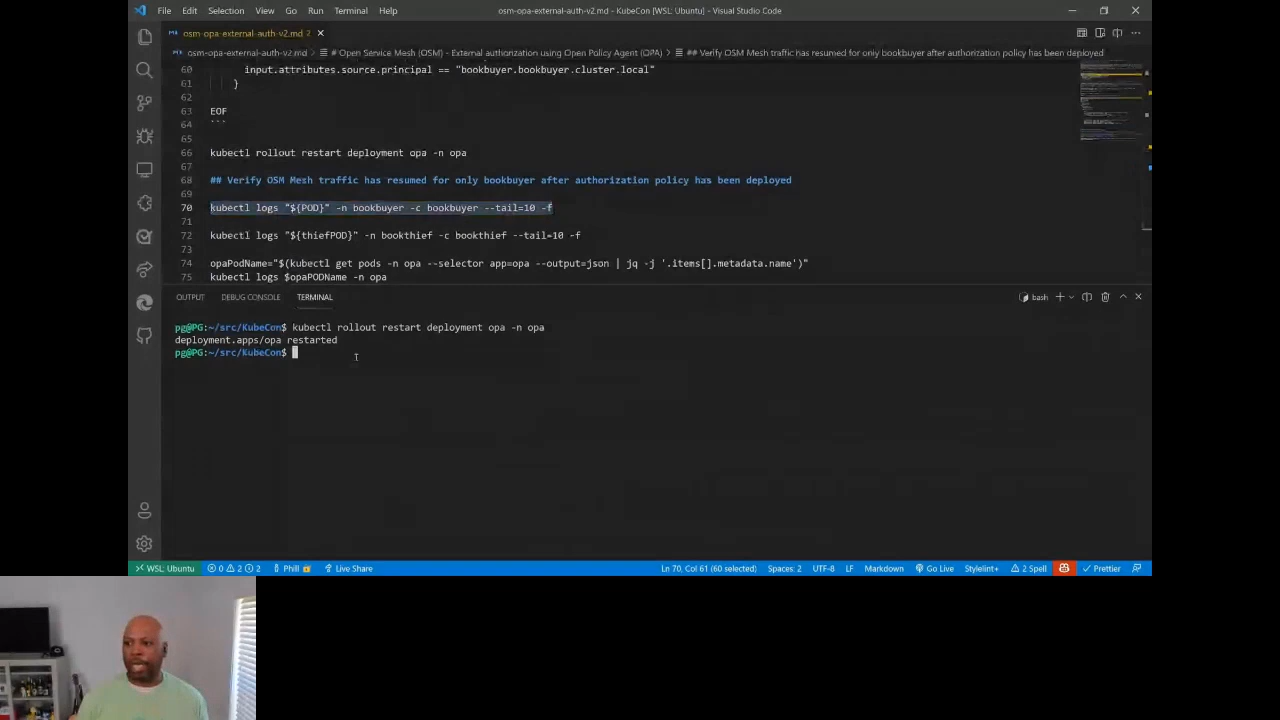 File Edit Selection View Go Run Terminal Help
osm-opa-external-auth-v2.md - KubeCon [WSL: Ubuntu] - Visual Studio Code
osm-opa-external-auth-v2.md 2
osm-opa-external-auth-v2.md > # Open Service Mesh (OSM) - External authorization using Open Policy Agent (OPA) > ## Verify OSM Mesh traffic has resumed for only bookbuyer after authorization policy has been deployed
60 input.attributes.source.principal == "bookbuyer.bookbuyer.cluster.local"
61 }
62
63 EOF
64 ```
65
66 kubectl rollout restart deployment opa -n opa
67
68 ## Verify OSM Mesh traffic has resumed for only bookbuyer after authorization policy has been deployed
69
70 kubectl logs "${POD}" -n bookbuyer -c bookbuyer --tail=10 -f
71
72 kubectl logs "${thiefPOD}" -n bookthief -c bookthief --tail=10 -f
73
74 opaPodName="$(kubectl get pods -n opa --selector app=opa --output=json | jq -j '.items[].metadata.name')"
75 kubectl logs $opaPODName -n opa
OUTPUT DEBUG CONSOLE TERMINAL
bash
pg@PG:~/src/KubeCon$ kubectl rollout restart deployment opa -n opa
deployment.apps/opa restarted
pg@PG:~/src/KubeCon$
WSL: Ubuntu 0 2 2 Phill Live Share Ln 70, Col 61 (60 selected) Spaces: 2 UTF-8 LF Markdown Go Live Stylelint+ 2 Spell Prettier